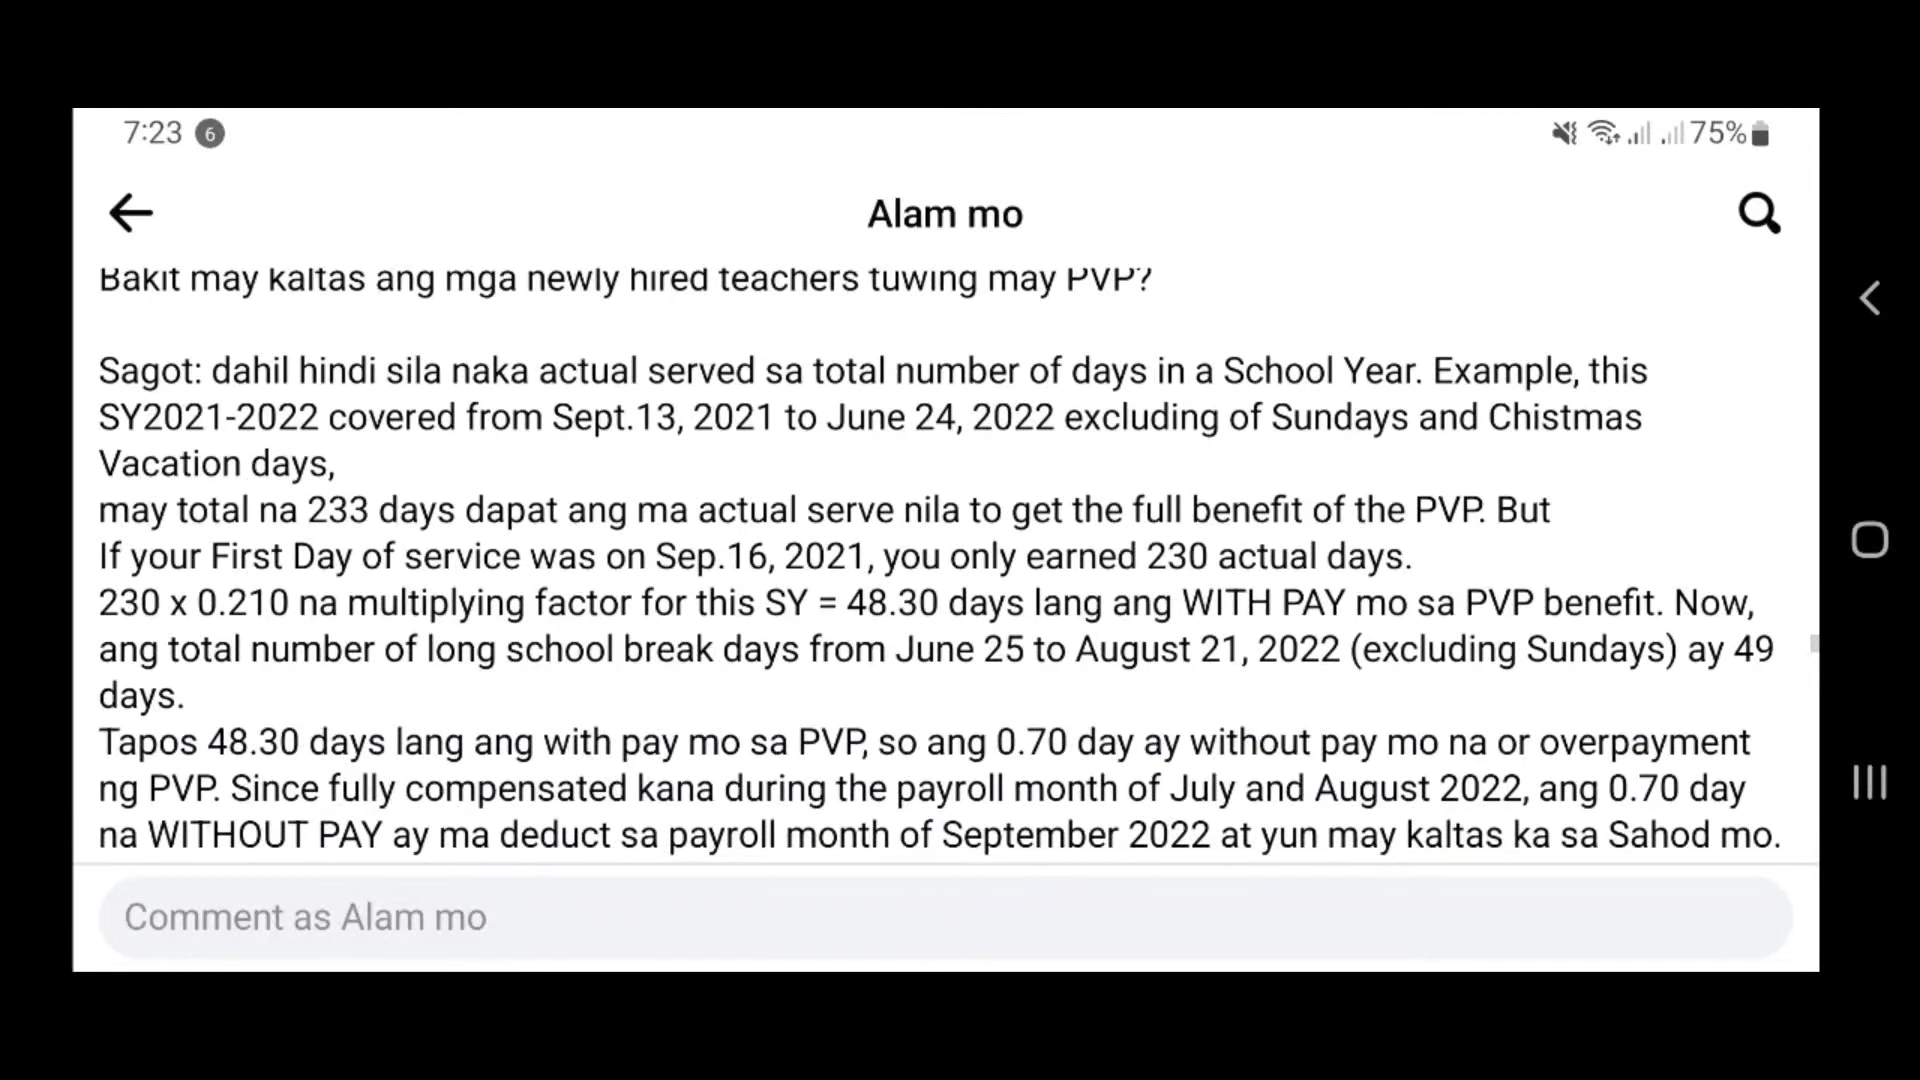 7:23 6 75%
Alam mo
Bakit may kaltas ang mga newly hired teachers tuwing may PVP?
Sagot: dahil hindi sila naka actual served sa total number of days in a School Year. Example, this
SY2021-2022 covered from Sept.13, 2021 to June 24, 2022 excluding of Sundays and Chistmas
Vacation days,
may total na 233 days dapat ang ma actual serve nila to get the full benefit of the PVP. But
If your First Day of service was on Sep.16, 2021, you only earned 230 actual days.
230 x 0.210 na multiplying factor for this SY = 48.30 days lang ang WITH PAY mo sa PVP benefit. Now,
ang total number of long school break days from June 25 to August 21, 2022 (excluding Sundays) ay 49
days.
Tapos 48.30 days lang ang with pay mo sa PVP, so ang 0.70 day ay without pay mo na or overpayment
ng PVP. Since fully compensated kana during the payroll month of July and August 2022, ang 0.70 day
na WITHOUT PAY ay ma deduct sa payroll month of September 2022 at yun may kaltas ka sa Sahod mo.
Comment as Alam mo